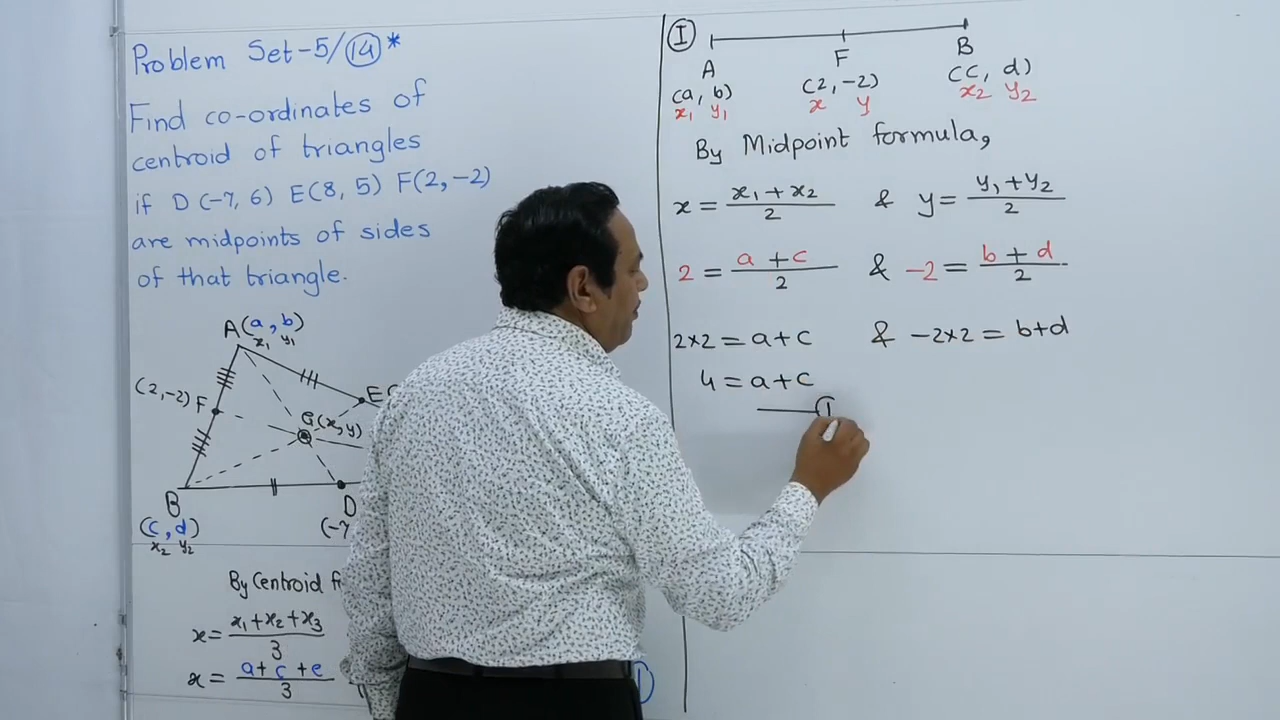 Problem Set-5/14*
Find co-ordinates of
centroid of triangles
if D(-7, 6) E(8, 5) F(2, -2)
are midpoints of sides
of that triangle.
A(a, b)
x₁ y₁
(2, -2) F
E
G(x, y)
B
D
(c, d)
(-7
x₂ y₂
By Centroid
x = x₁+x₂+x₃ / 3
x = a+c+e / 3
I
A F B
(a, b) (2, -2) (c, d)
x₁ y₁ x y x₂ y₂
By Midpoint formula,
x = x₁+x₂ / 2 & y = y₁+y₂ / 2
2 = a+c / 2 & -2 = b+d / 2
2×2 = a+c & -2×2 = b+d
4 = a+c